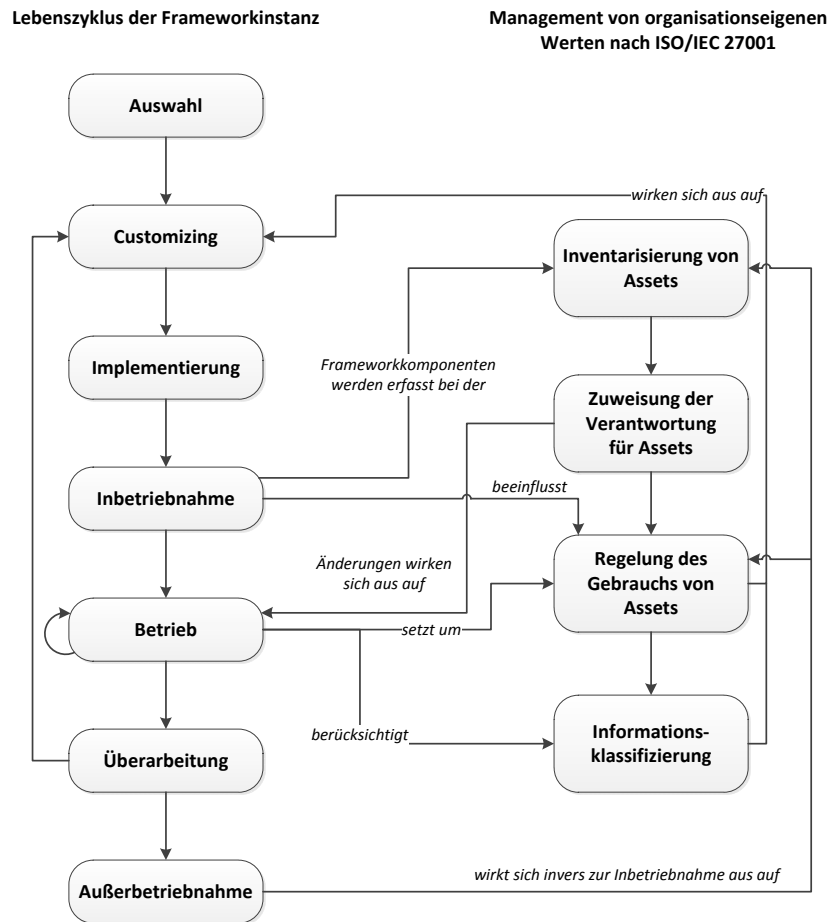 Lebenszyklus der Frameworkinstanz
Management von organisationseigenen
Werten nach ISO/IEC 27001
Auswahl
wirken sich aus auf
Customizing
Inventarisierung von
Assets
Implementierung
Frameworkkomponenten
werden erfasst bei der
Zuweisung der
Verantwortung
für Assets
Inbetriebnahme
beeinflusst
Änderungen wirken
sich aus auf
Regelung des
Gebrauchs von
Assets
Betrieb
setzt um
berücksichtigt
Informations-
klassifizierung
Überarbeitung
Außerbetriebnahme
wirkt sich invers zur Inbetriebnahme aus auf